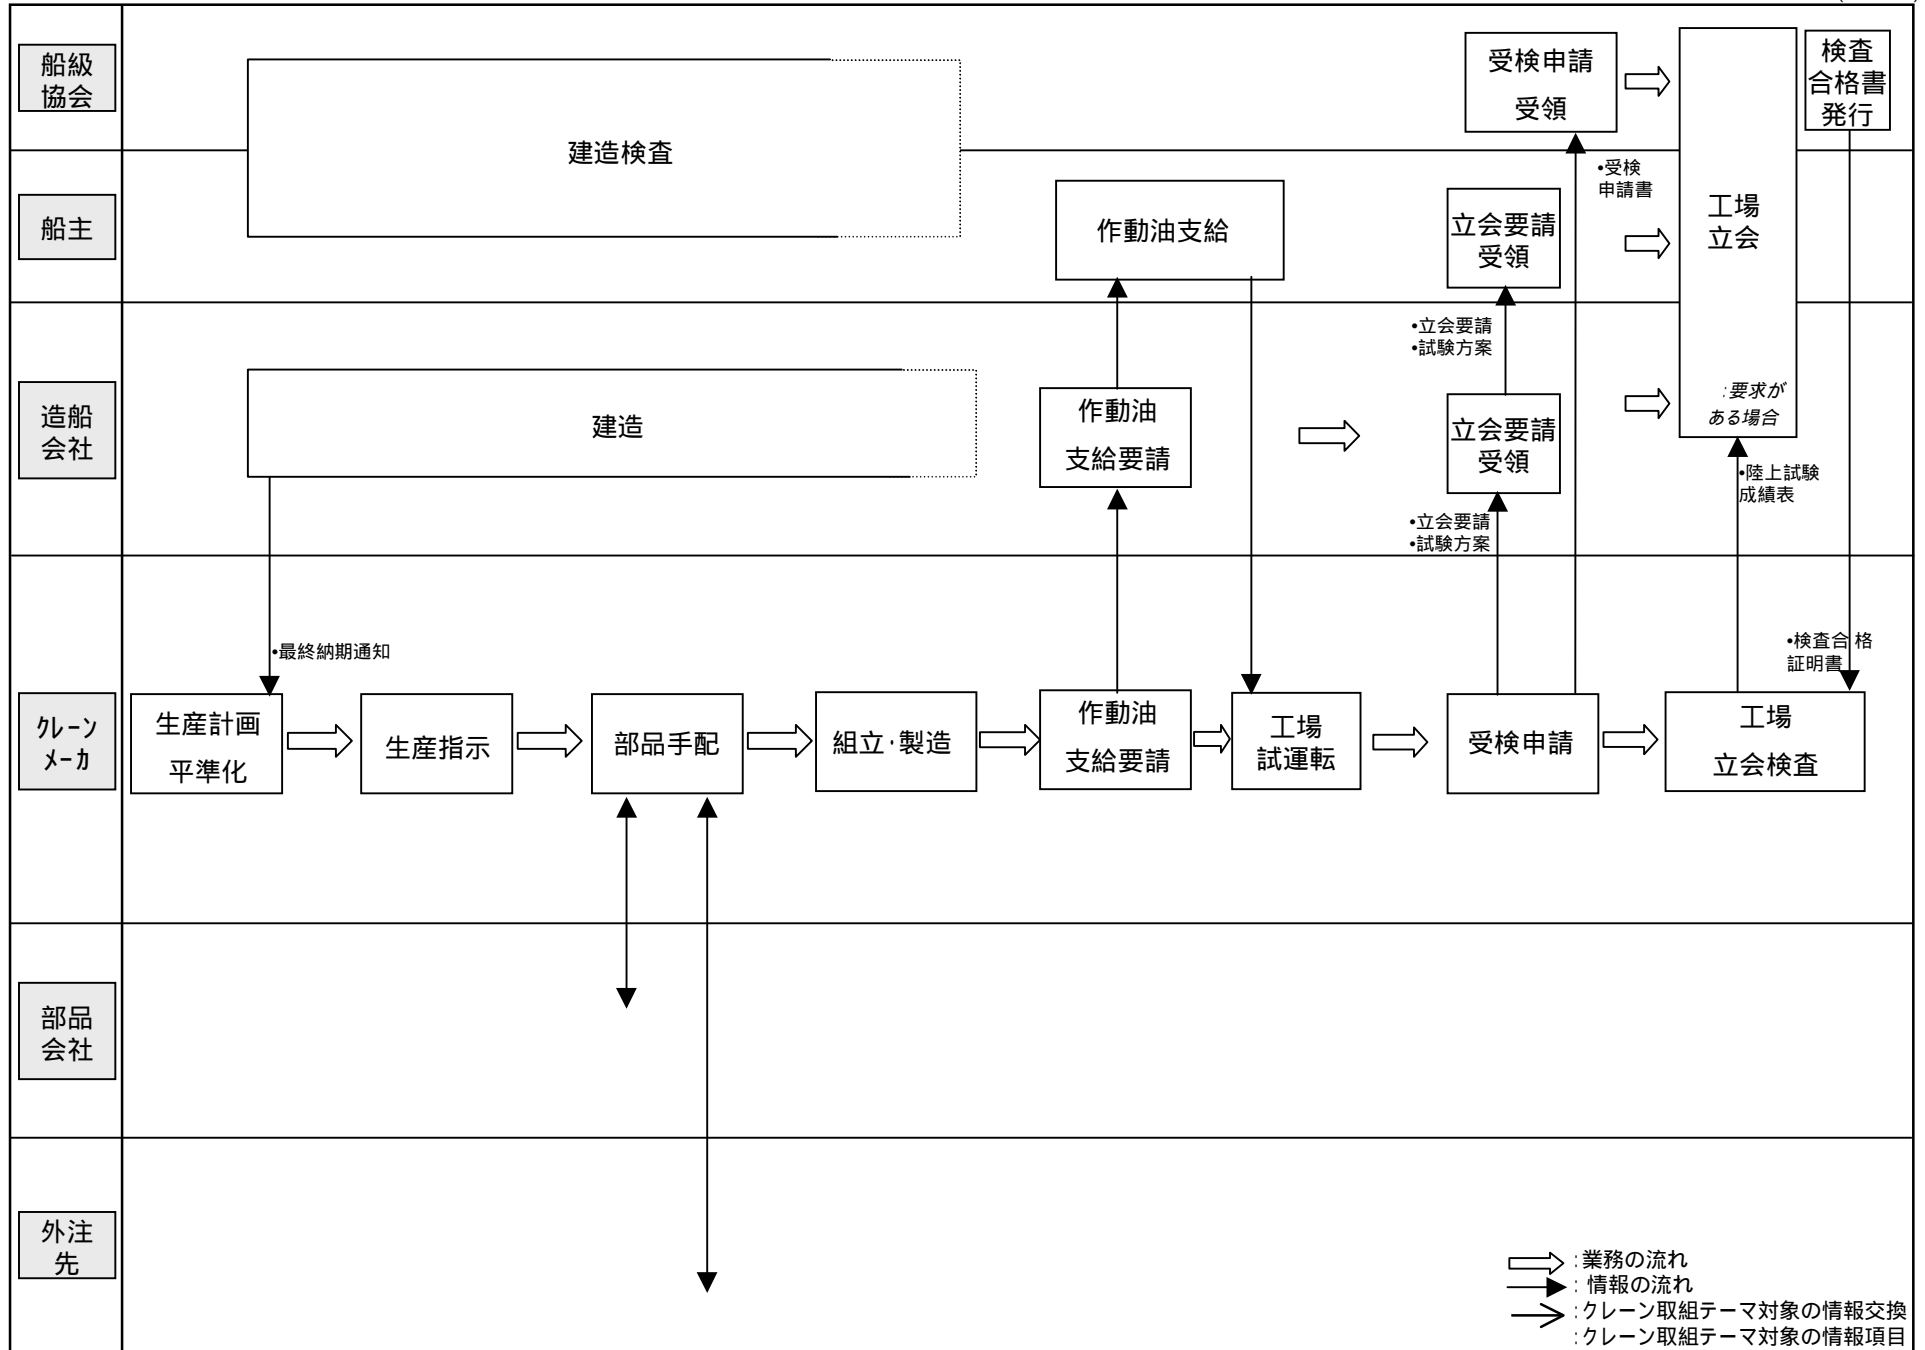 船級
協会
建造検査
受検申請
受領
検査
合格書
発行
•受検
申請書
船主
作動油支給
立会要請
受領
工場
立会
•立会要請
•試験方案
造船
会社
建造
作動油
支給要請
立会要請
受領
:要求が
ある場合
•陸上試験
成績表
•立会要請
•試験方案
•最終納期通知
•検査合 格
証明書
ｸﾚｰﾝ
ﾒｰｶ
生産計画
平準化
生産指示
部品手配
組立・製造
作動油
支給要請
工場
試運転
受検申請
工場
立会検査
部品
会社
外注
先
:業務の流れ
: 情報の流れ
:クレーン取組テーマ対象の情報交換
:クレーン取組テーマ対象の情報項目